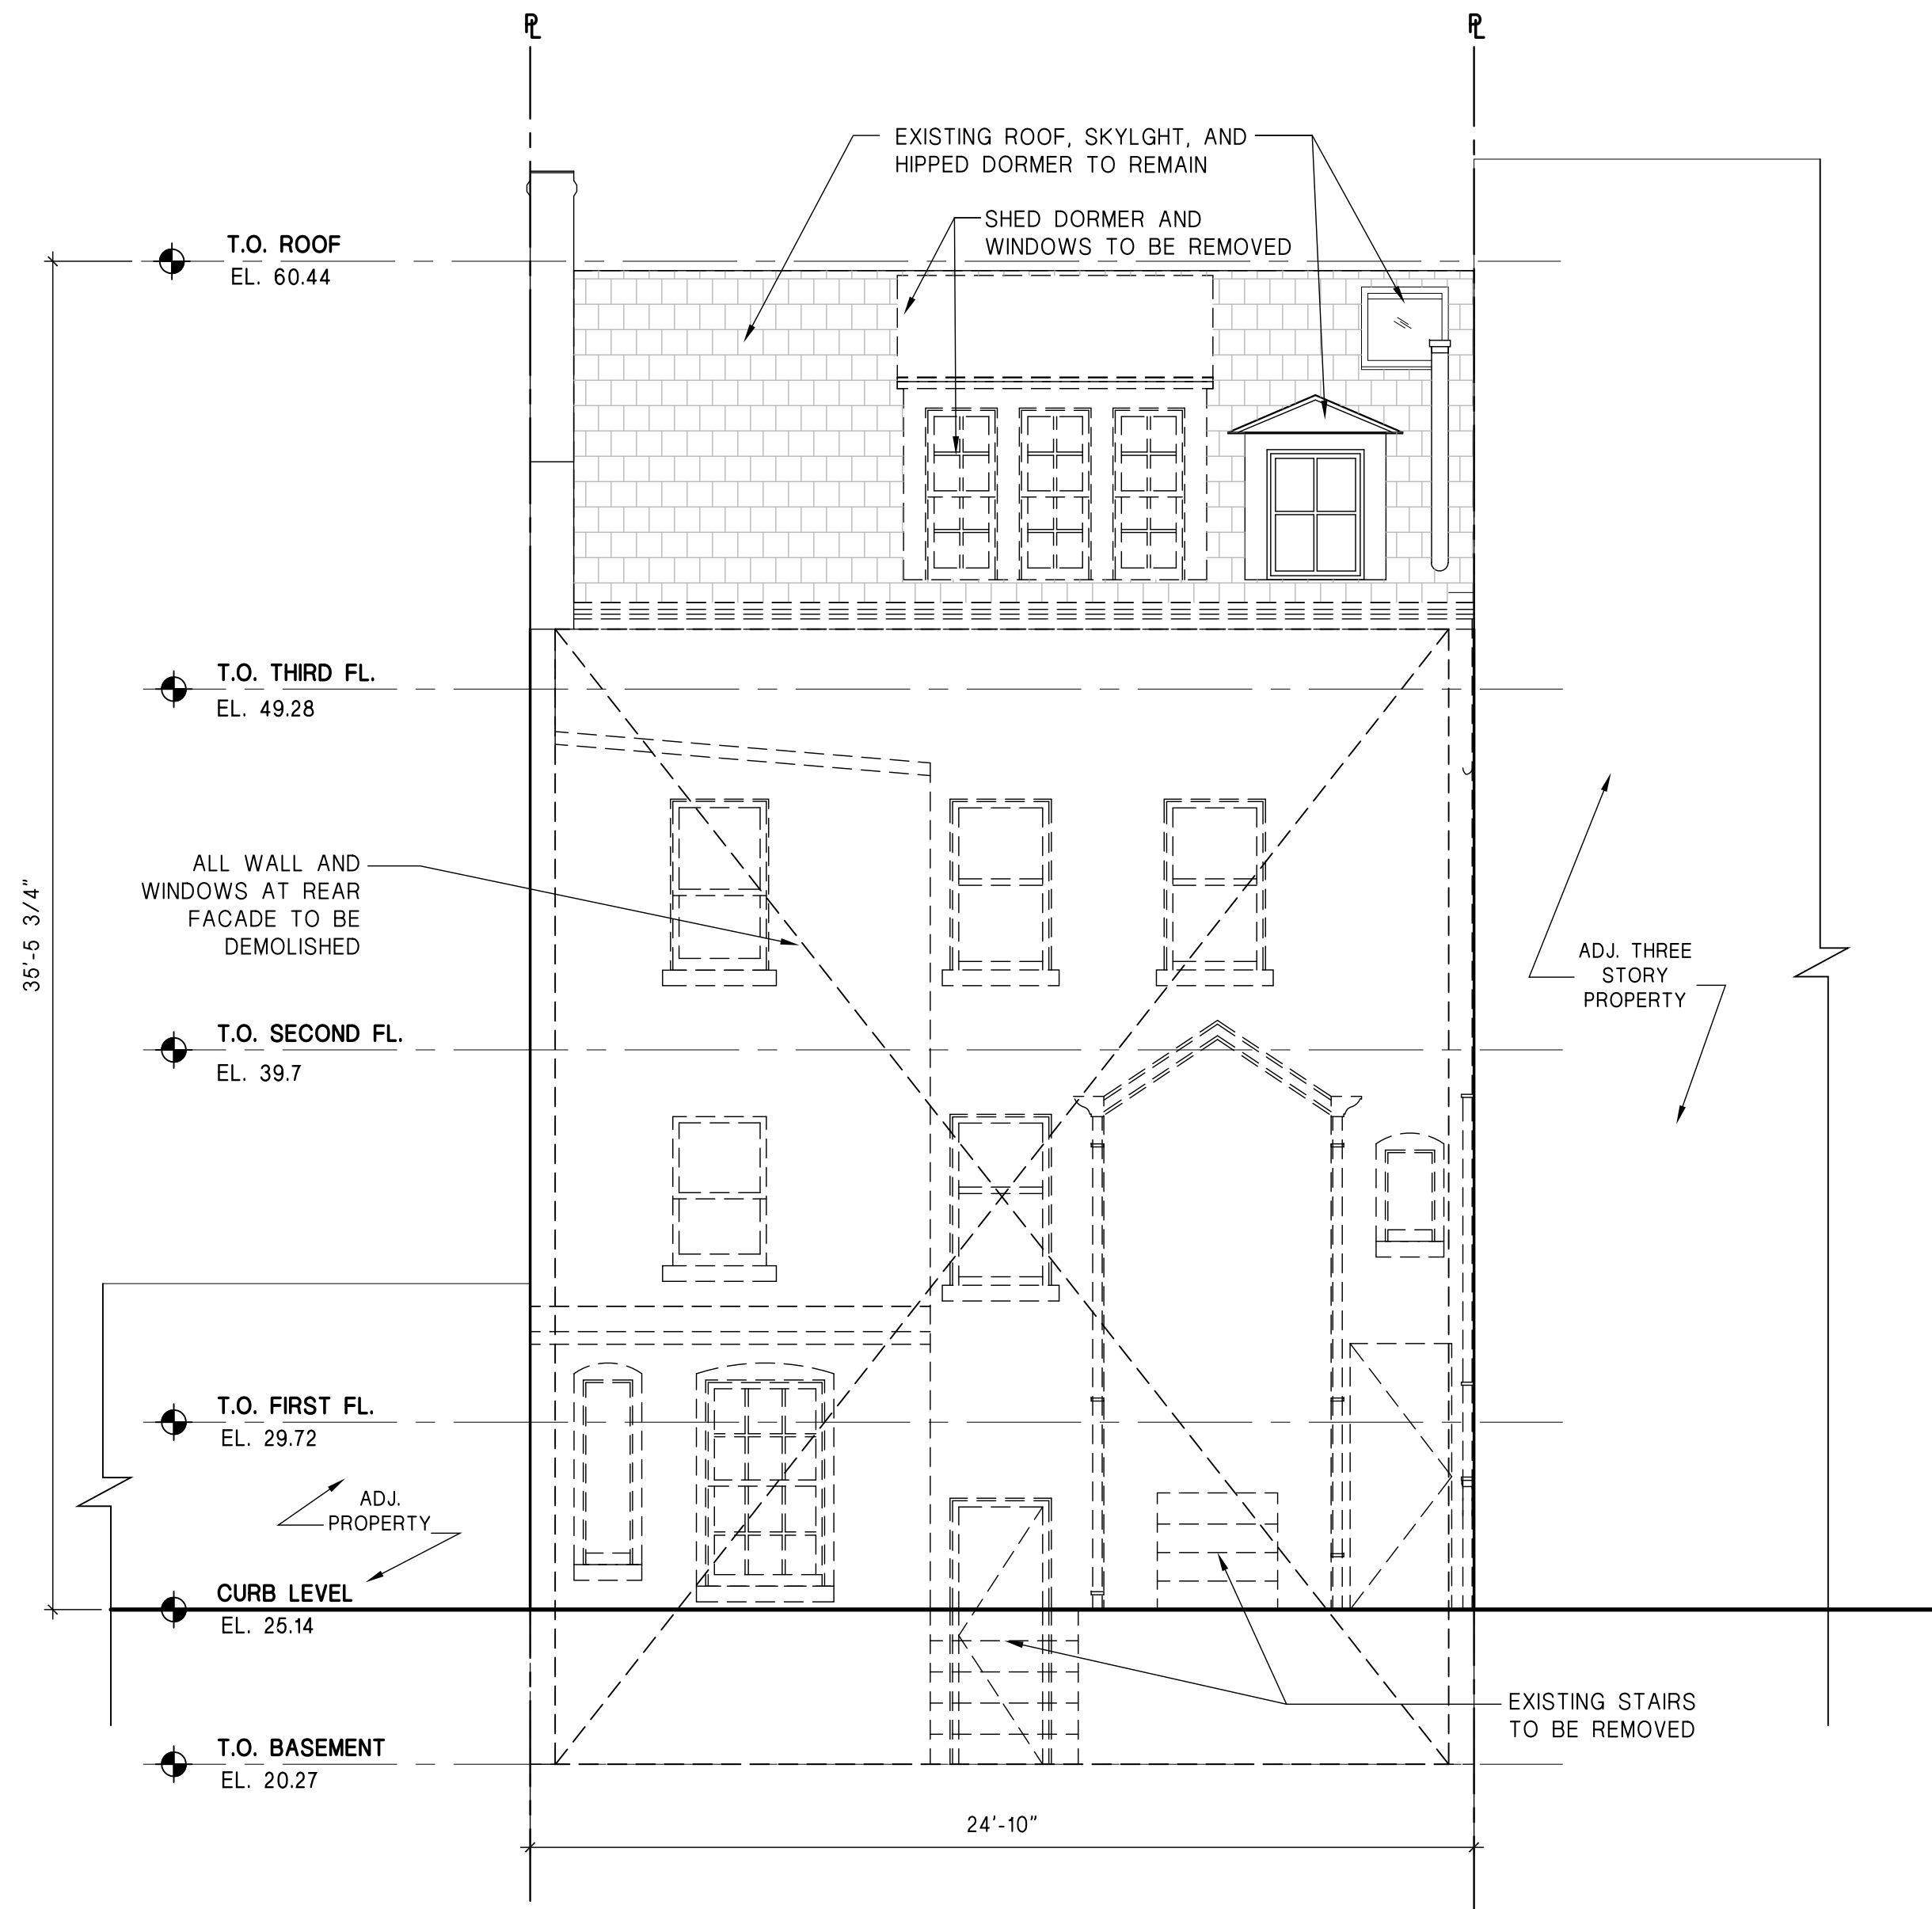 PL
PL
EXISTING ROOF, SKYLGHT, AND
HIPPED DORMER TO REMAIN
SHED DORMER AND
WINDOWS TO BE REMOVED
T.O. ROOF
EL. 60.44
T.O. THIRD FL.
EL. 49.28
ALL WALL AND
WINDOWS AT REAR
FACADE TO BE
DEMOLISHED
35'-5 3/4"
ADJ. THREE
STORY
PROPERTY
T.O. SECOND FL.
EL. 39.7
T.O. FIRST FL.
EL. 29.72
ADJ.
PROPERTY
CURB LEVEL
EL. 25.14
EXISTING STAIRS
TO BE REMOVED
T.O. BASEMENT
EL. 20.27
24'-10"